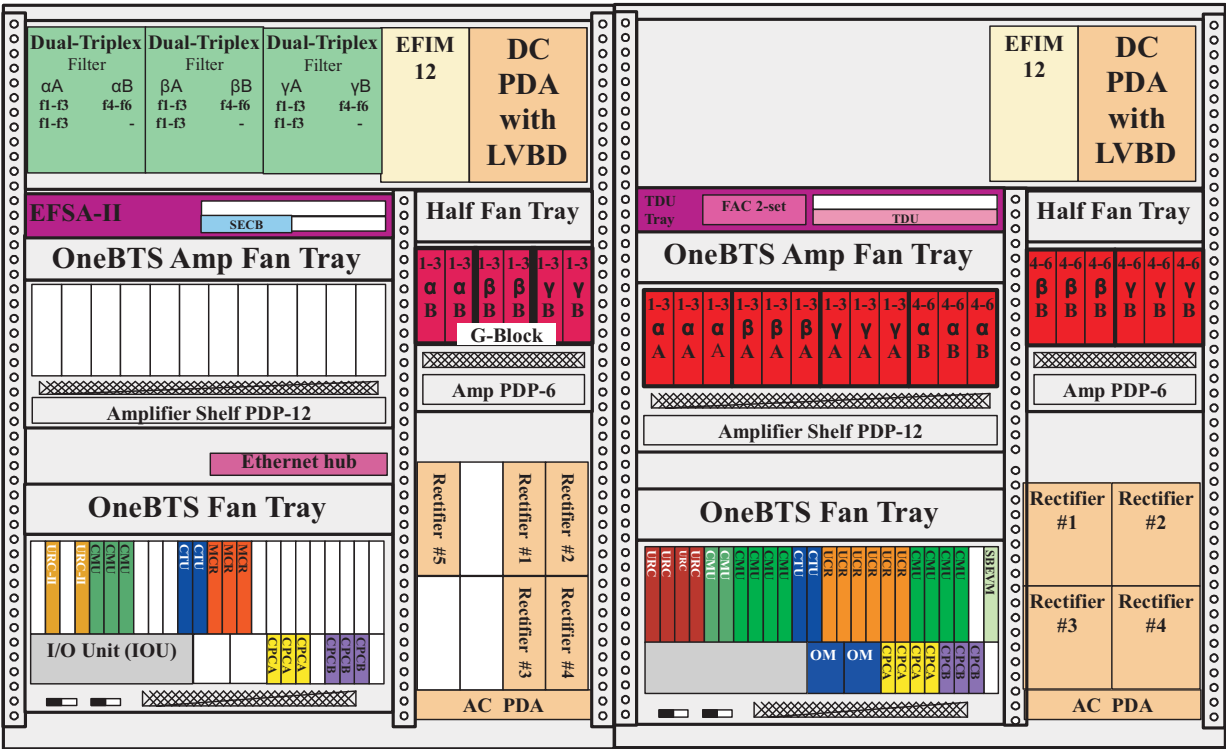 Dual-Triplex
Filter
αA αB
f1-f3 f4-f6
f1-f3 -
Dual-Triplex
Filter
βA βB
f1-f3 f4-f6
f1-f3 -
Dual-Triplex
Filter
γA γB
f1-f3 f4-f6
f1-f3 -
EFIM
12
DC
PDA
with
LVBD
EFSA-II
SECB
OneBTS Amp Fan Tray
Amplifier Shelf PDP-12
Ethernet hub
OneBTS Fan Tray
URC-II
URC-II
CMU
CMU
CMU
CTU
CTU
MCR
MCR
MCR
I/O Unit (IOU)
CPCA
CPCA
CPCA
CPCB
CPCB
CPCB
Half Fan Tray
1-3 1-3 1-3 1-3 1-3 1-3
α α β β γ γ
B B B B B B
G-Block
Amp PDP-6
Rectifier #5
Rectifier #1
Rectifier #2
Rectifier #3
Rectifier #4
AC PDA
EFIM
12
DC
PDA
with
LVBD
TDU
Tray
FAC 2-set
TDU
OneBTS Amp Fan Tray
1-3 1-3 1-3 1-3 1-3 1-3 1-3 1-3 1-3 4-6 4-6 4-6
α α α β β β γ γ γ α α α
A A A A A A A A A B B B
Amplifier Shelf PDP-12
OneBTS Fan Tray
URC
URC
URC
URC
CMU
CMU
CMU
CMU
CMU
CMU
CTU
CTU
UCR
UCR
UCR
UCR
UCR
UCR
CMU
CMU
CMU
CMU
SBEVM
OM
OM
CPCA
CPCA
CPCA
CPCA
CPCB
CPCB
CPCB
Half Fan Tray
4-6 4-6 4-6 4-6 4-6 4-6
β β β γ γ γ
B B B B B B
Amp PDP-6
Rectifier
#1
Rectifier
#2
Rectifier
#3
Rectifier
#4
AC PDA